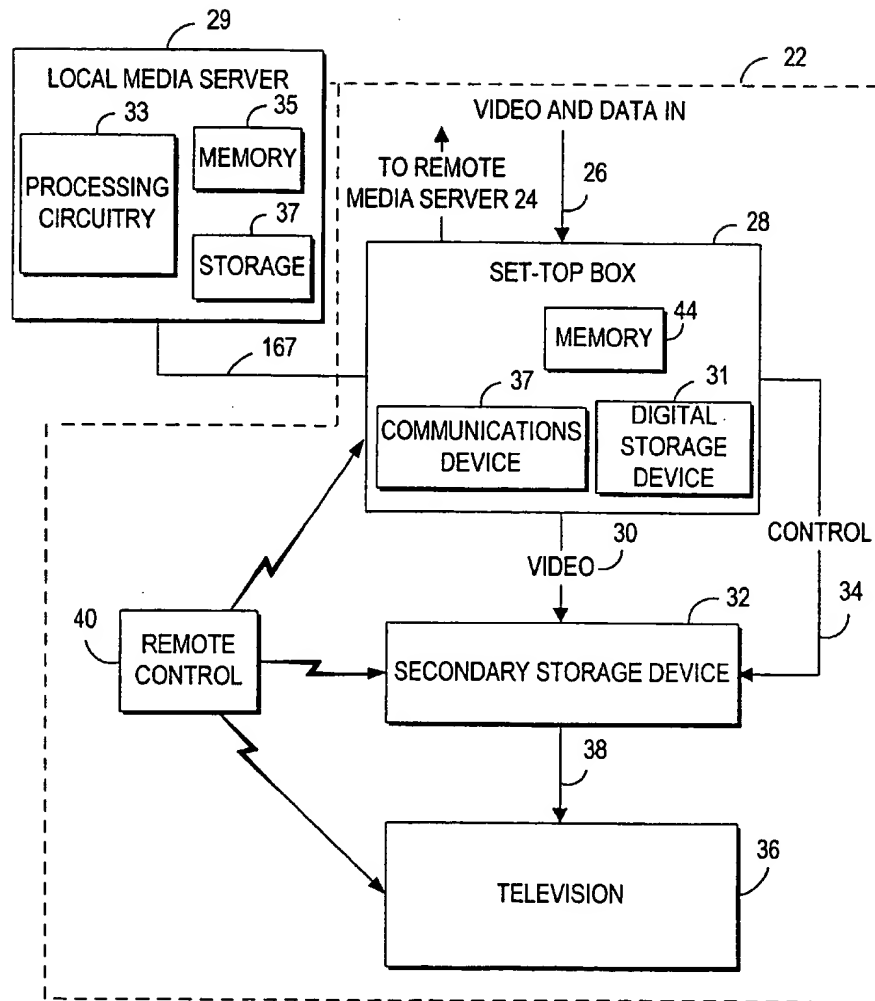 29
LOCAL MEDIA SERVER
33
PROCESSING
CIRCUITRY
35
MEMORY
37
STORAGE
22
VIDEO AND DATA IN
TO REMOTE
MEDIA SERVER 24
26
28
SET-TOP BOX
MEMORY
44
37
COMMUNICATIONS
DEVICE
31
DIGITAL
STORAGE
DEVICE
167
CONTROL
34
VIDEO
30
40
REMOTE
CONTROL
32
SECONDARY STORAGE DEVICE
38
TELEVISION
36